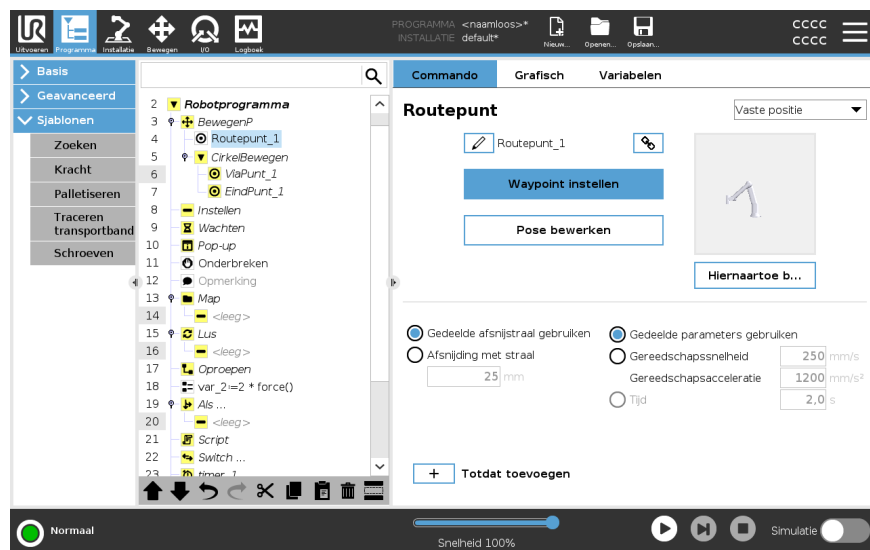 PROGRAMMA <naamloos>*
INSTALLATIE default*
Nieuw... Openen... Opslaan...
CCCC
CCCC
Uitvoeren Programma Installatie Bewegen I/O Logboek
Basis
Geavanceerd
Sjablonen
Zoeken
Kracht
Palletiseren
Traceren
transportband
Schroeven
2 Robotprogramma
3 BewegenP
4 Routepunt_1
5 CirkelBewegen
6 ViaPunt_1
7 EindPunt_1
8 Instellen
9 Wachten
10 Pop-up
11 Onderbreken
12 Opmerking
13 Map
14 <leeg>
15 Lus
16 <leeg>
17 Oproepen
18 var_2:=2 * force()
19 Als ...
20 <leeg>
21 Script
22 Switch ...
23 timer_1
Commando Grafisch Variabelen
Routepunt
Vaste positie
Routepunt_1
Waypoint instellen
Pose bewerken
Hiernaartoe b...
Gedeelde afsnijstraal gebruiken
Afsnijding met straal
25 mm
Gedeelde parameters gebruiken
Gereedschapssnelheid 250 mm/s
Gereedschapsacceleratie 1200 mm/s²
Tijd 2,0 s
+ Totdat toevoegen
Normaal
Snelheid 100%
Simulatie